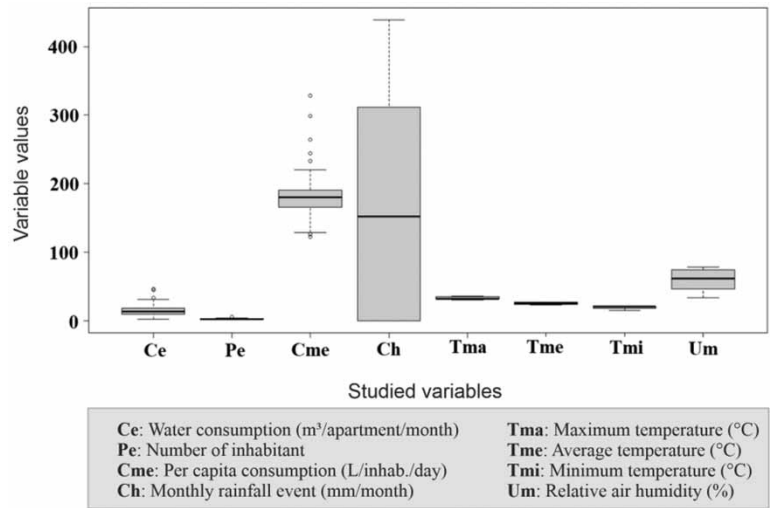 Variable values
400
300
200
100
0
Ce Pe Cme Ch Tma Tme Tmi Um
Studied variables
Ce: Water consumption (m³/apartment/month)
Pe: Number of inhabitant
Cme: Per capita consumption (L/inhab./day)
Ch: Monthly rainfall event (mm/month)
Tma: Maximum temperature (°C)
Tme: Average temperature (°C)
Tmi: Minimum temperature (°C)
Um: Relative air humidity (%)